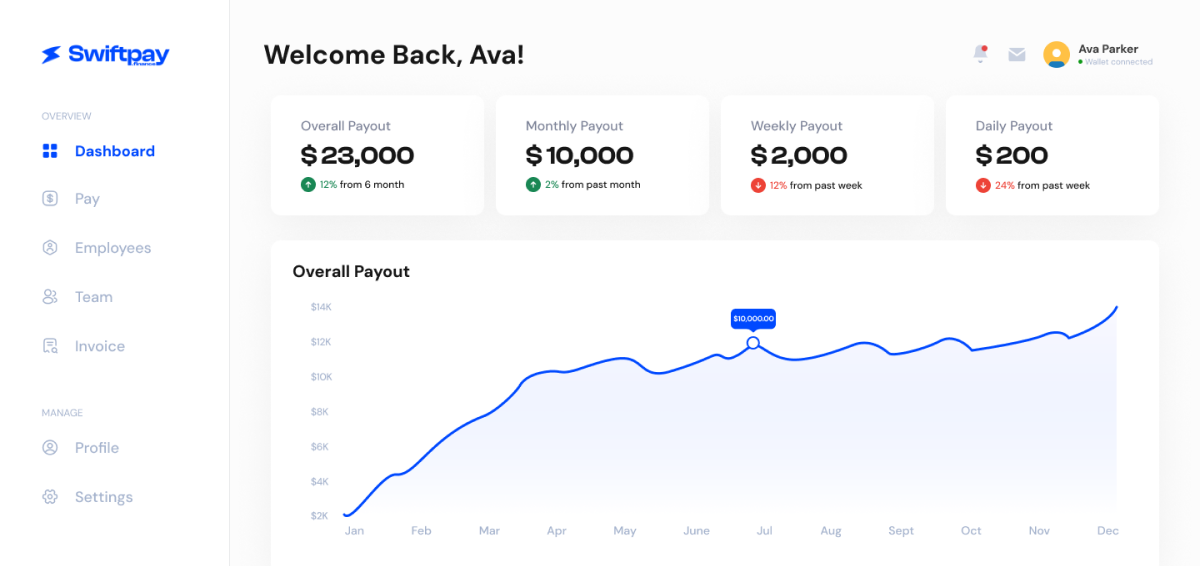 Swiftpay
.finance
OVERVIEW
Dashboard
Pay
Employees
Team
Invoice
MANAGE
Profile
Settings
Welcome Back, Ava!
Ava Parker
Wallet connected
Overall Payout
$23,000
12% from 6 month
Monthly Payout
$10,000
2% from past month
Weekly Payout
$2,000
12% from past week
Daily Payout
$200
24% from past week
Overall Payout
$14K
$12K
$10K
$8K
$6K
$4K
$2K
$10,000.00
Jan Feb Mar Apr May June Jul Aug Sept Oct Nov Dec